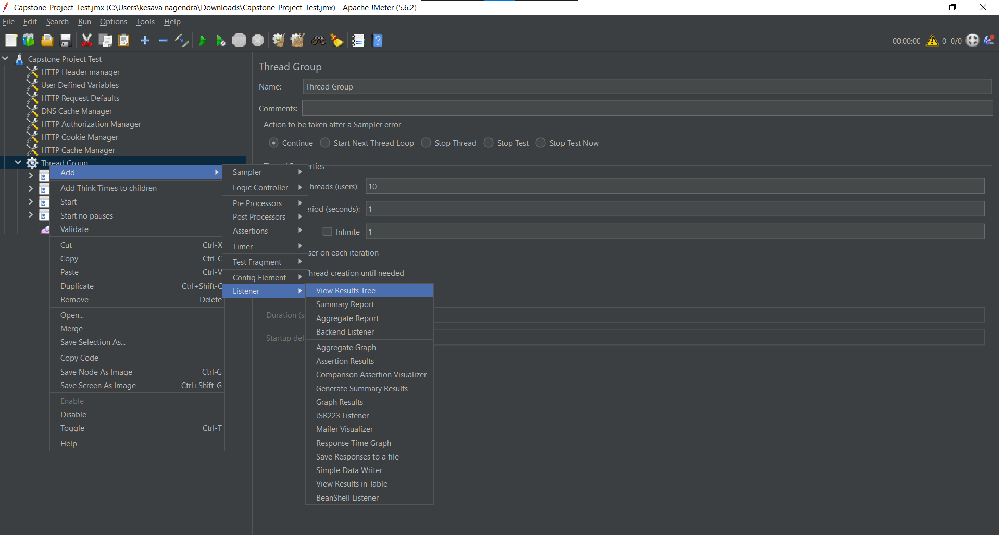 Capstone-Project-Test.jmx (C:\Users\kesava nagendra\Downloads\Capstone-Project-Test.jmx) - Apache JMeter (5.6.2)
File Edit Search Run Options Tools Help
STOP
00:00:00 0 0/0
Capstone Project Test
HTTP Header manager
User Defined Variables
HTTP Request Defaults
DNS Cache Manager
HTTP Authorization Manager
HTTP Cookie Manager
HTTP Cache Manager
Thread Group
Add
Add Think Times to children
Start
Start no pauses
Validate
Cut Ctrl-X
Copy Ctrl-C
Paste Ctrl-V
Duplicate Ctrl+Shift-C
Remove Delete
Open...
Merge
Save Selection As...
Copy Code
Save Node As Image Ctrl-G
Save Screen As Image Ctrl+Shift-G
Enable
Disable
Toggle Ctrl-T
Help
Sampler
Logic Controller
Pre Processors
Post Processors
Assertions
Timer
Test Fragment
Config Element
Listener
View Results Tree
Summary Report
Aggregate Report
Backend Listener
Aggregate Graph
Assertion Results
Comparison Assertion Visualizer
Generate Summary Results
Graph Results
JSR223 Listener
Mailer Visualizer
Response Time Graph
Save Responses to a file
Simple Data Writer
View Results in Table
BeanShell Listener
Thread Group
Name: Thread Group
Comments:
Action to be taken after a Sampler error
Continue Start Next Thread Loop Stop Thread Stop Test Stop Test Now
Threads (users): 10
(seconds): 1
Infinite 1
on each iteration
Thread creation until needed
Duration
Startup